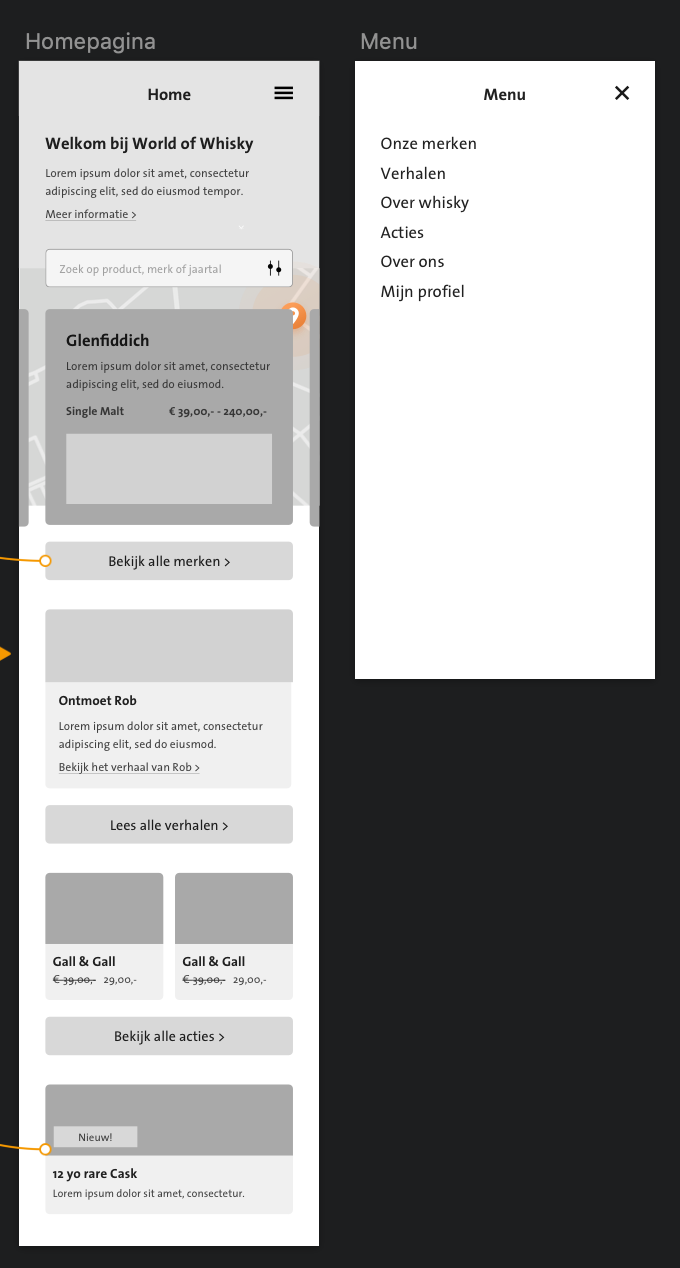 Homepagina
Home
Welkom bij World of Whisky
Lorem ipsum dolor sit amet, consectetur
adipiscing elit, sed do eiusmod tempor.
Meer informatie >
Zoek op product, merk of jaartal
Glenfiddich
Lorem ipsum dolor sit amet, consectetur
adipiscing elit, sed do eiusmod.
Single Malt € 39,00,- - 240,00,-
Bekijk alle merken >
Ontmoet Rob
Lorem ipsum dolor sit amet, consectetur
adipiscing elit, sed do eiusmod.
Bekijk het verhaal van Rob >
Lees alle verhalen >
Gall & Gall
€ 39,00,- 29,00,-
Gall & Gall
€ 39,00,- 29,00,-
Bekijk alle acties >
Nieuw!
12 yo rare Cask
Lorem ipsum dolor sit amet, consectetur.
Menu
Menu
Onze merken
Verhalen
Over whisky
Acties
Over ons
Mijn profiel